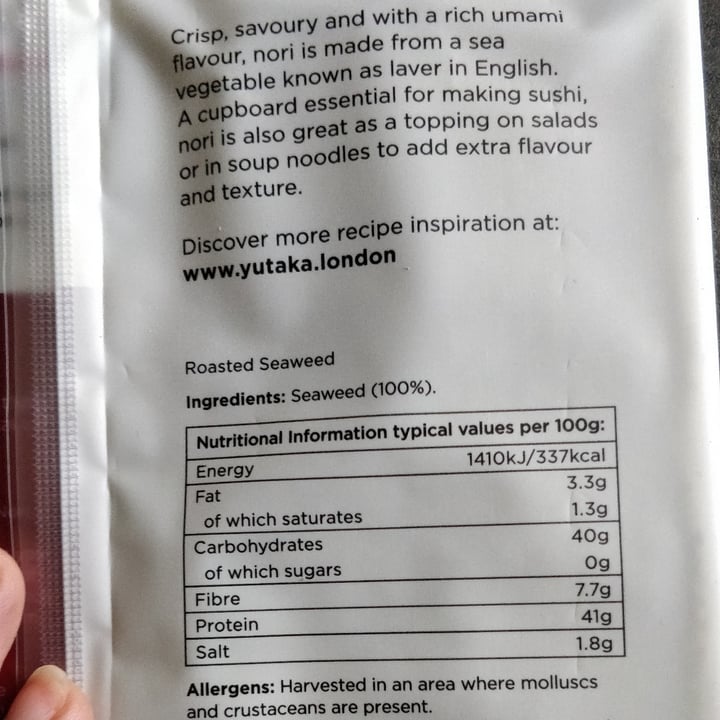 Crisp, savoury and with a rich umami
flavour, nori is made from a sea
vegetable known as laver in English.
A cupboard essential for making sushi,
nori is also great as a topping on salads
or in soup noodles to add extra flavour
and texture.
Discover more recipe inspiration at:
www.yutaka.london
Roasted Seaweed
Ingredients: Seaweed (100%).
Nutritional Information typical values per 100g:
Energy 1410kJ/337kcal
Fat 3.3g
of which saturates 1.3g
Carbohydrates 40g
of which sugars 0g
Fibre 7.7g
Protein 41g
Salt 1.8g
Allergens: Harvested in an area where molluscs
and crustaceans are present.